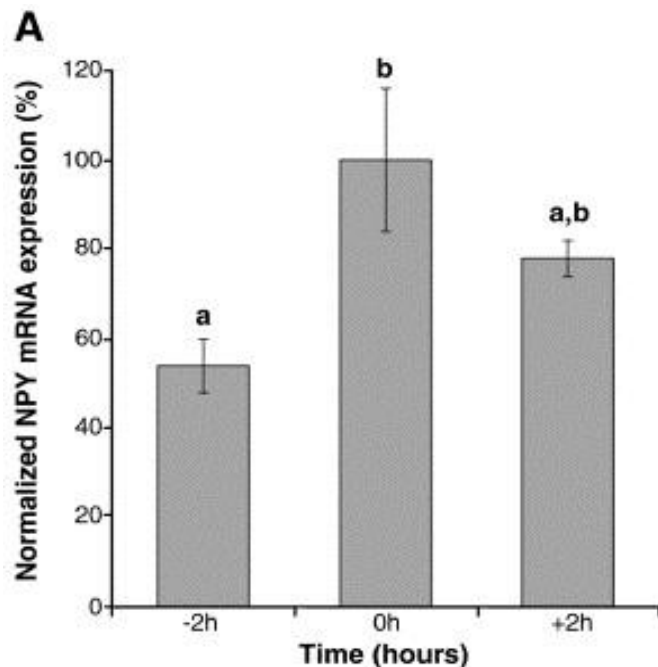 A
Normalized NPY mRNA expression (%)
120
100
80
60
40
20
0
a
b
a,b
-2h
0h
+2h
Time (hours)